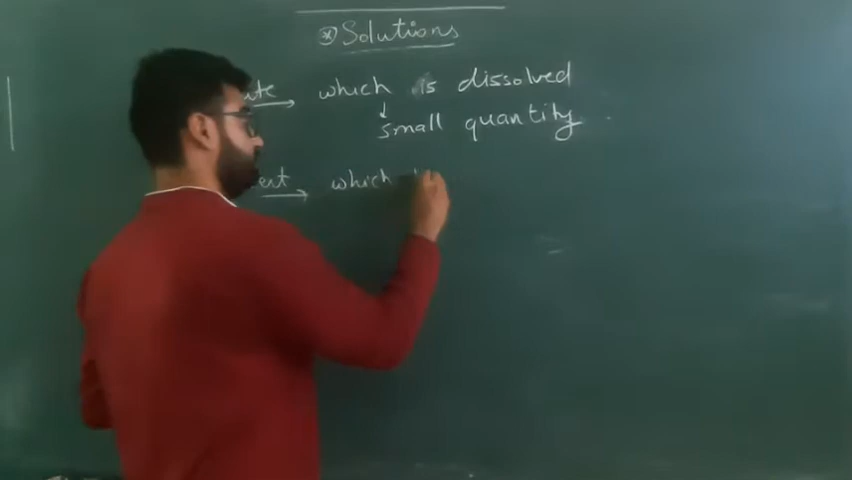 * Solutions
ute → which is dissolved
↓ small quantity .
ent → which